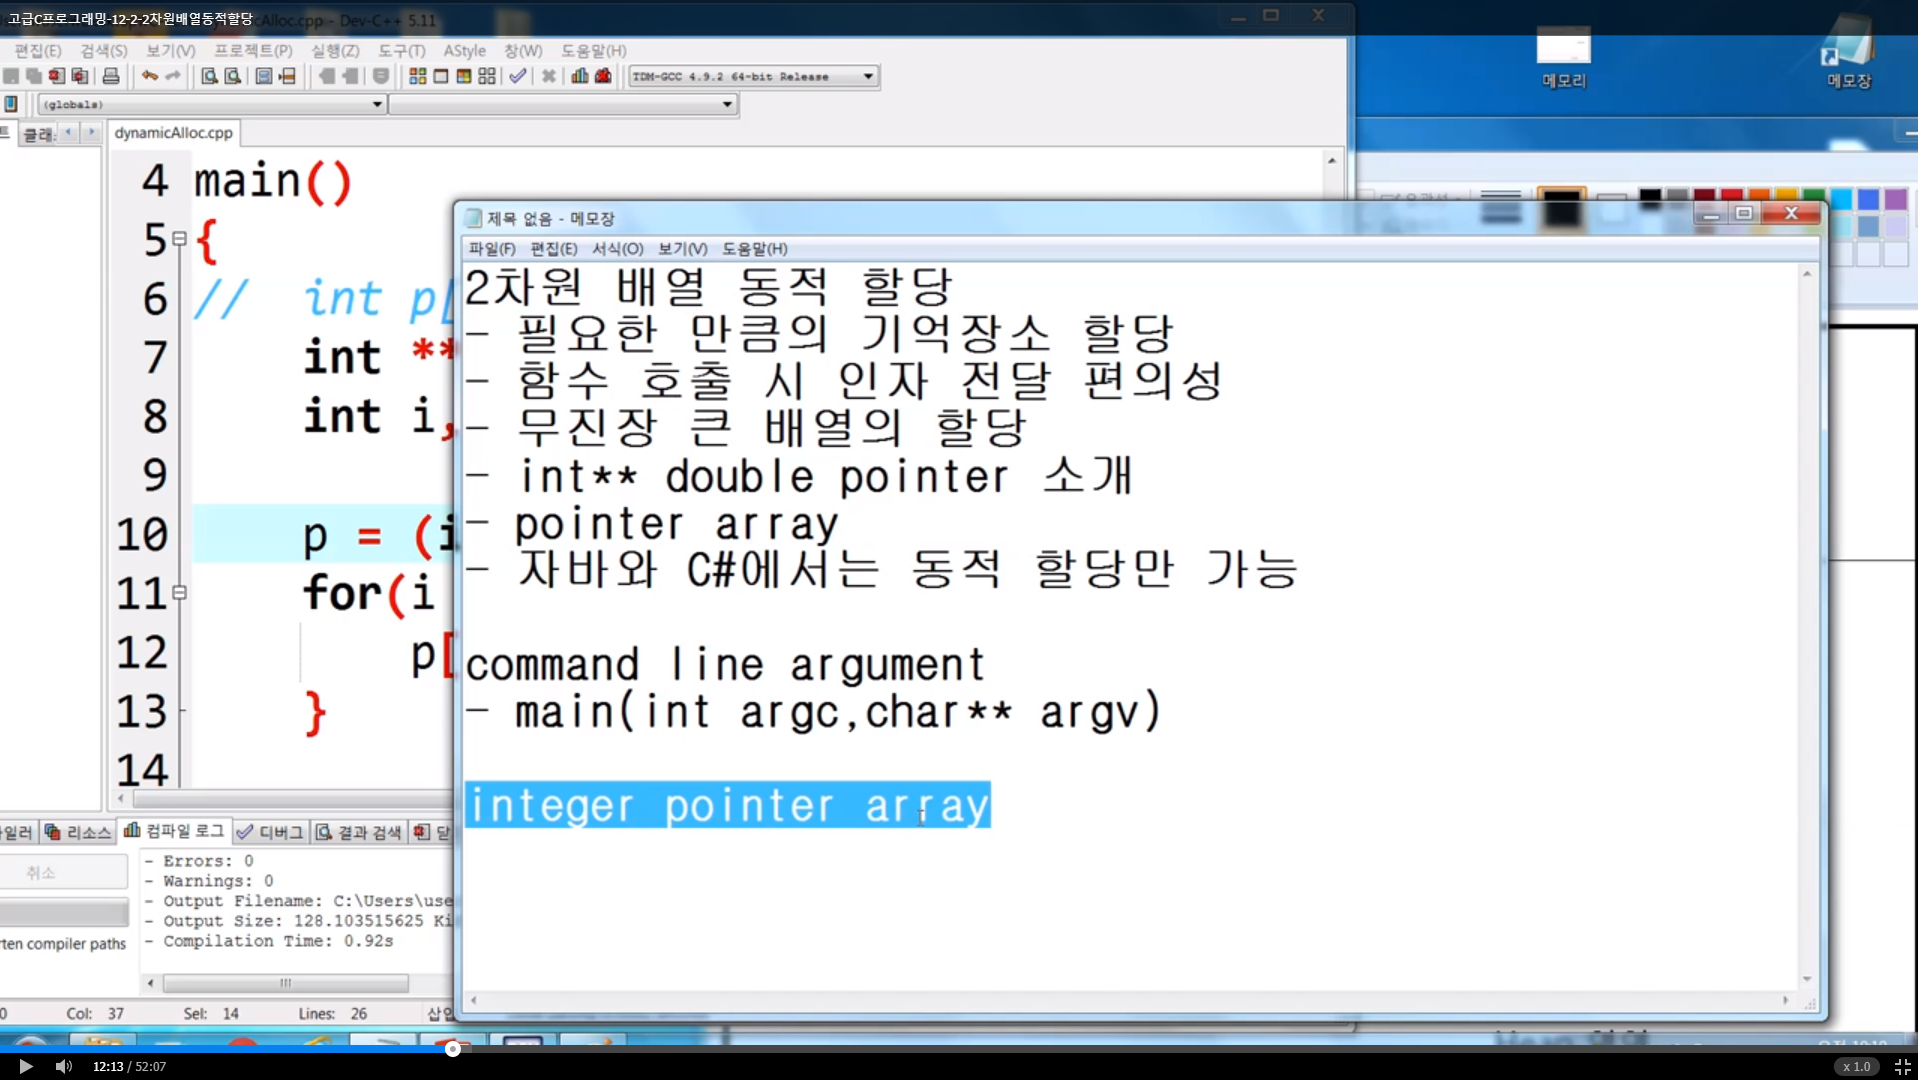 고급C프로그래밍-12-2-2차원배열동적할당
Alloc.cpp - Dev-C++ 5.11
편집(E) 검색(S) 보기(V) 프로젝트(P) 실행(Z) 도구(T) AStyle 창(W) 도움말(H)
TDM-GCC 4.9.2 64-bit Release
(globals)
클래:
dynamicAlloc.cpp
메모리
메모장
4 main()
5 {
6 // int p[
7 int **
8 int i,
9
10 p = (i
11 for(i
12 p[
13 }
14
제목 없음 - 메모장
파일(F) 편집(E) 서식(O) 보기(V) 도움말(H)
2차원 배열 동적 할당
- 필요한 만큼의 기억장소 할당
- 함수 호출 시 인자 전달 편의성
- 무진장 큰 배열의 할당
- int** double pointer 소개
- pointer array
- 자바와 C#에서는 동적 할당만 가능
command line argument
- main(int argc,char** argv)
integer pointer array
일러 리소스 컴파일 로그 디버그 결과 검색 닫
취소
rten compiler paths
- Errors: 0
- Warnings: 0
- Output Filename: C:\Users\use
- Output Size: 128.103515625 Ki
- Compilation Time: 0.92s
0 Col: 37 Sel: 14 Lines: 26 삽입
12:13 / 52:07
x 1.0